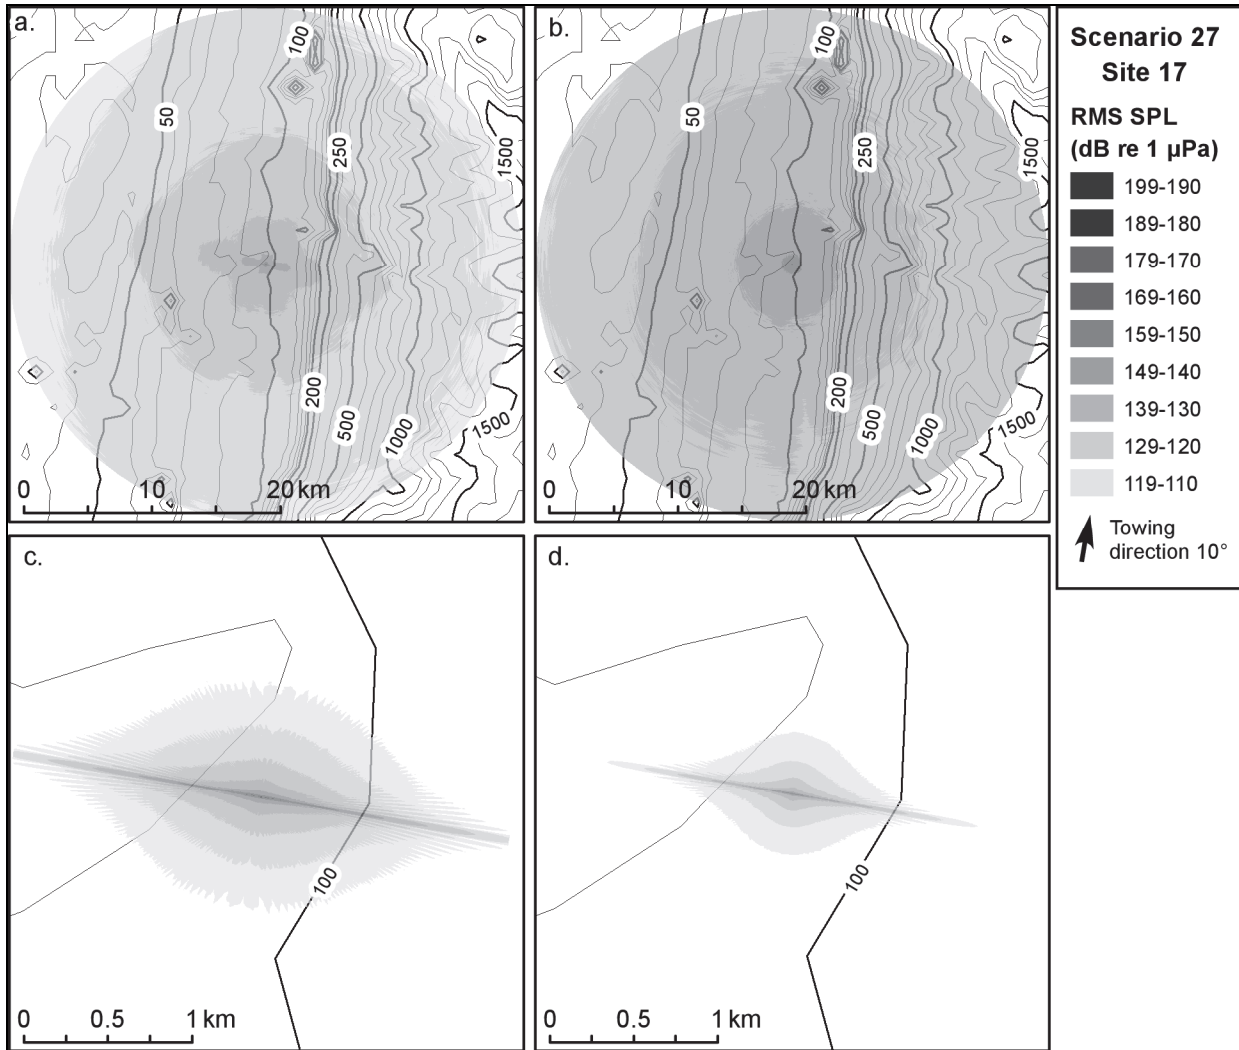 a.
100
50
250
1500
200
500
1000
1500
0 10 20 km
b.
100
50
250
1500
200
500
1000
1500
0 10 20 km
Scenario 27
Site 17
RMS SPL
(dB re 1 µPa)
199-190
189-180
179-170
169-160
159-150
149-140
139-130
129-120
119-110
Towing
direction 10°
c.
100
0 0.5 1 km
d.
100
0 0.5 1 km